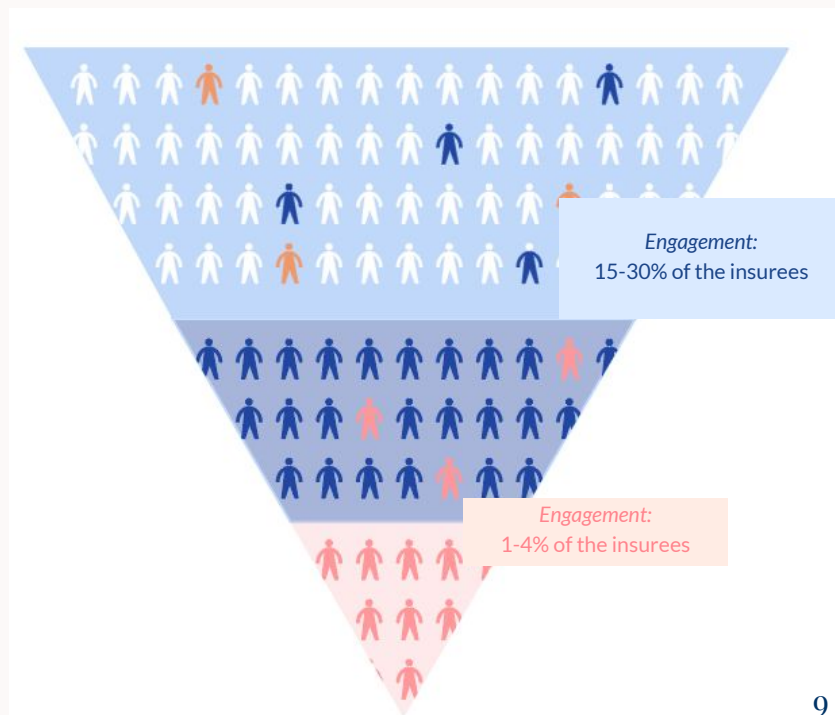 Engagement:
15-30% of the insurees
Engagement:
1-4% of the insurees
9